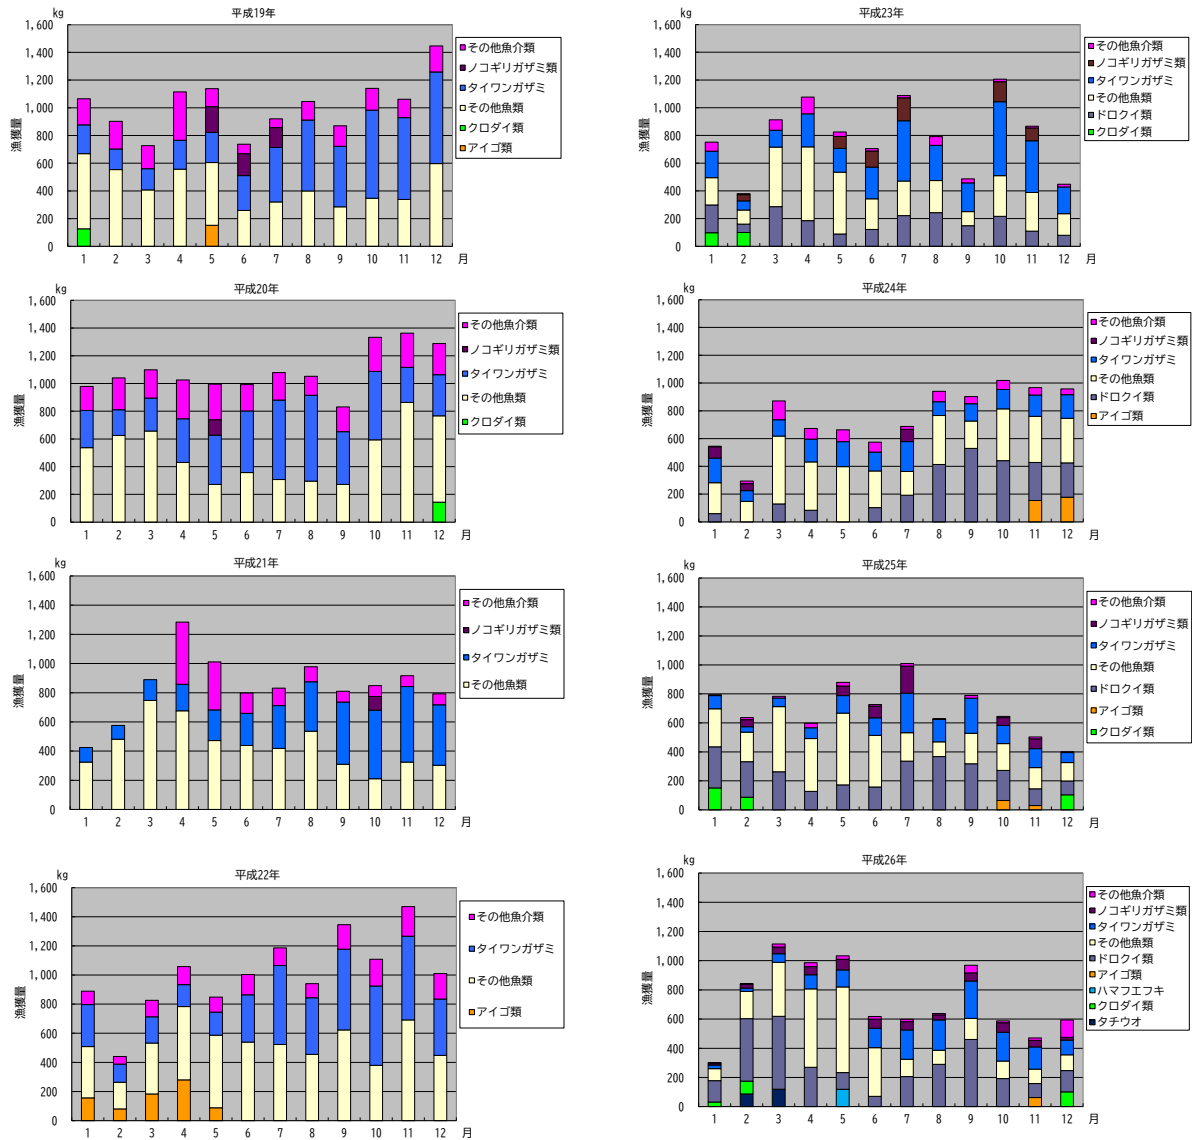 平成19年
kg
1,600
1,400
1,200
1,000
800
600
400
200
0
漁獲量
1 2 3 4 5 6 7 8 9 10 11 12 月
その他魚介類
ノコギリガザミ類
タイワンガザミ
その他魚類
クロダイ類
アイゴ類
平成20年
kg
1,600
1,400
1,200
1,000
800
600
400
200
0
漁獲量
1 2 3 4 5 6 7 8 9 10 11 12 月
その他魚介類
ノコギリガザミ類
タイワンガザミ
その他魚類
クロダイ類
平成21年
kg
1,600
1,400
1,200
1,000
800
600
400
200
0
漁獲量
1 2 3 4 5 6 7 8 9 10 11 12 月
その他魚介類
ノコギリガザミ類
タイワンガザミ
その他魚類
平成22年
kg
1,600
1,400
1,200
1,000
800
600
400
200
0
漁獲量
1 2 3 4 5 6 7 8 9 10 11 12 月
その他魚介類
タイワンガザミ
その他魚類
アイゴ類
平成23年
kg
1,600
1,400
1,200
1,000
800
600
400
200
0
漁獲量
1 2 3 4 5 6 7 8 9 10 11 12 月
その他魚介類
ノコギリガザミ類
タイワンガザミ
その他魚類
ドロクイ類
クロダイ類
平成24年
kg
1,600
1,400
1,200
1,000
800
600
400
200
0
漁獲量
1 2 3 4 5 6 7 8 9 10 11 12 月
その他魚介類
ノコギリガザミ類
タイワンガザミ
その他魚類
ドロクイ類
アイゴ類
平成25年
kg
1,600
1,400
1,200
1,000
800
600
400
200
0
漁獲量
1 2 3 4 5 6 7 8 9 10 11 12 月
その他魚介類
ノコギリガザミ類
タイワンガザミ
その他魚類
ドロクイ類
アイゴ類
クロダイ類
平成26年
kg
1,600
1,400
1,200
1,000
800
600
400
200
0
漁獲量
1 2 3 4 5 6 7 8 9 10 11 12 月
その他魚介類
ノコギリガザミ類
タイワンガザミ
その他魚類
ドロクイ類
アイゴ類
ハマフエフキ
クロダイ類
タチウオ